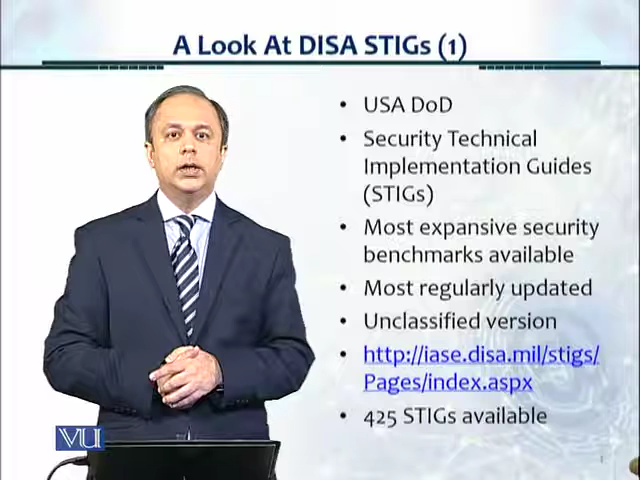 A Look At DISA STIGs (1)
• USA DoD
• Security Technical
Implementation Guides
(STIGs)
• Most expansive security
benchmarks available
• Most regularly updated
• Unclassified version
• http://iase.disa.mil/stigs/
Pages/index.aspx
• 425 STIGs available
VU
1